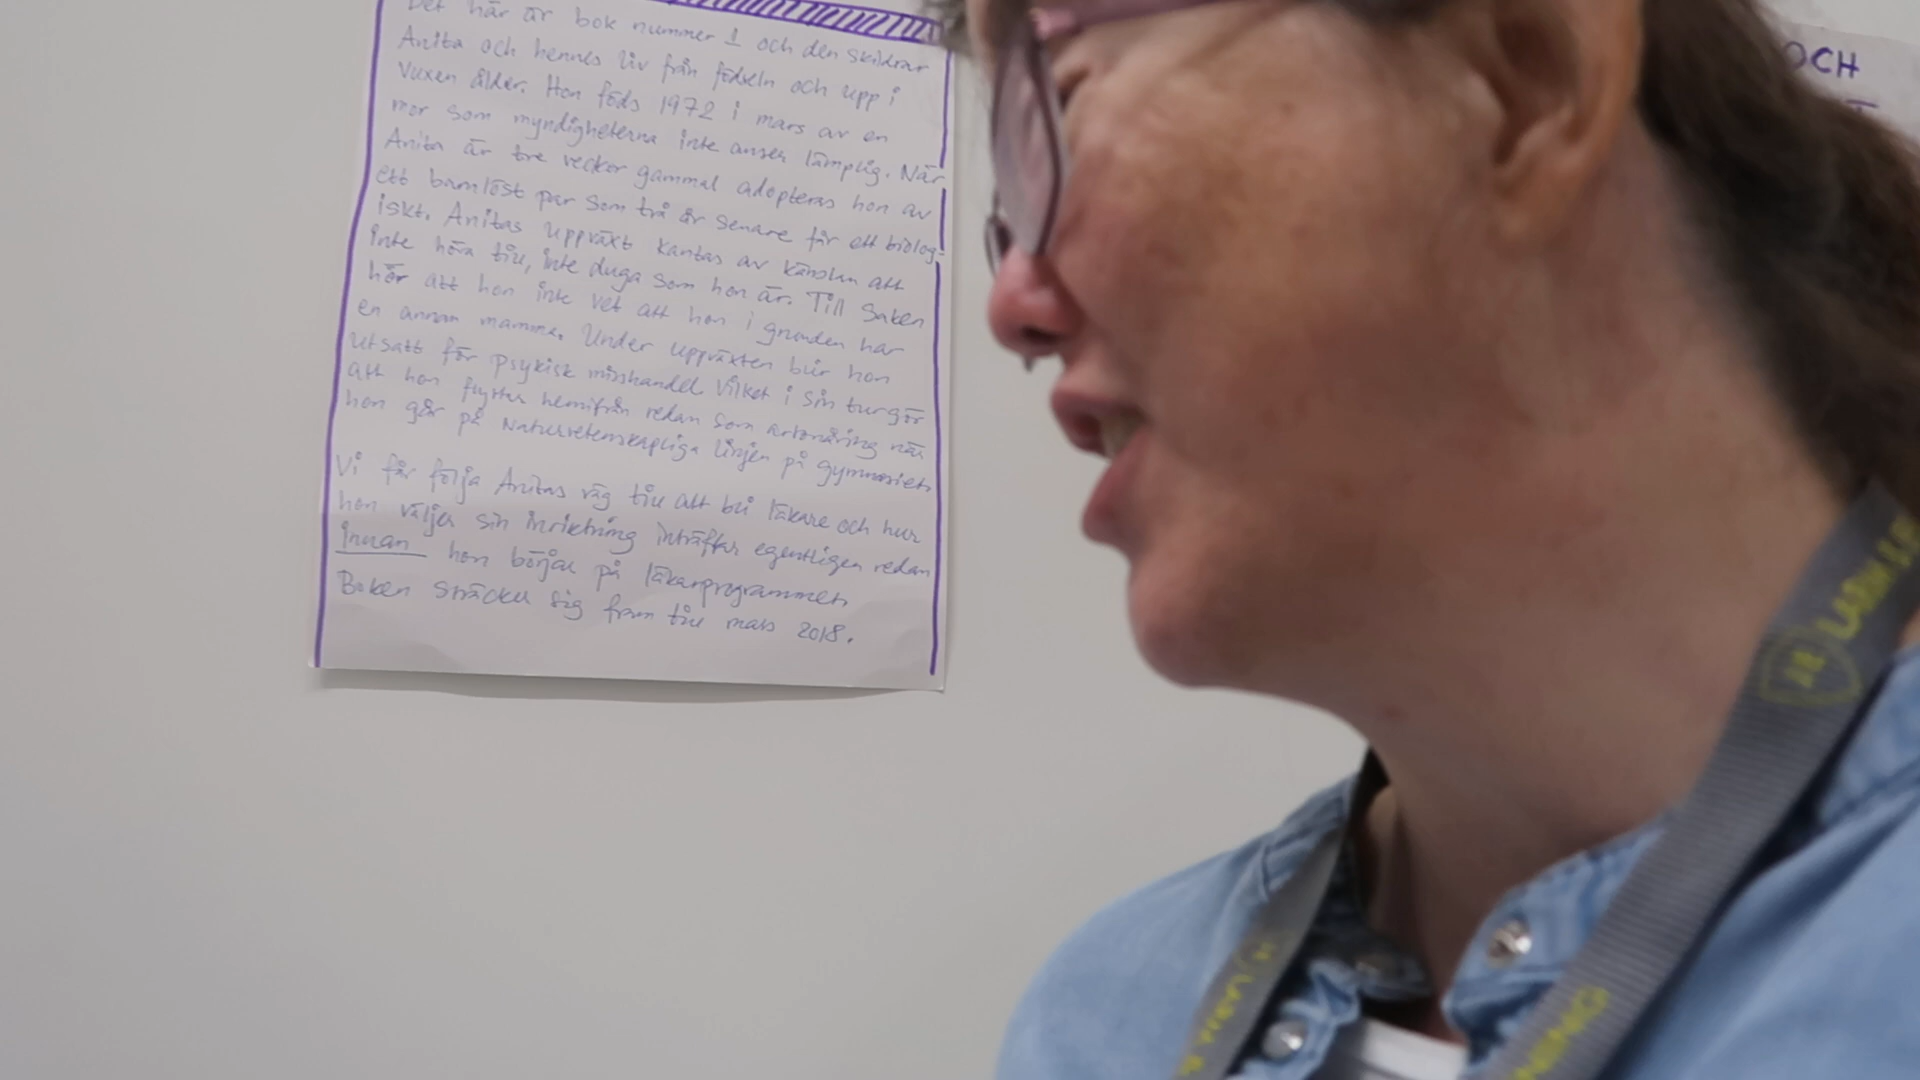 Det här är bok nummer 1 och den skildrar
Anita och hennes liv från födseln och upp i
vuxen ålder. Hon föds 1972 i mars av en
mor som myndigheterna inte anser lämplig. När
Anita är tre veckor gammal adopteras hon av
ett barnlöst par som två år senare får ett biolog-
iskt. Anitas uppväxt kantas av känslan att
inte höra till, inte duga som hon är. Till saken
hör att hon inte vet att hon i grunden har
en annan mamma. Under uppväxten blir hon
utsatt för psykisk misshandel vilket i sin tur gör
att hon flyttar hemifrån redan som artonåring när
hon går på Naturvetenskapliga linjen på gymnasiet.
Vi får följa Anitas väg till att bli läkare och hur
hon väljer sin inriktning inträffar egentligen redan
innan hon börjar på läkarprogrammet.
Boken sträcker sig fram till mars 2018.
OCH